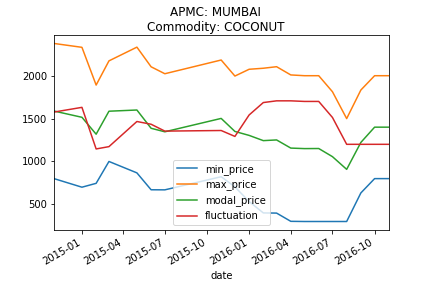 APMC: MUMBAI
Commodity: COCONUT
2000
1500
1000
500
min_price
max_price
modal_price
fluctuation
2015-01
2015-04
2015-07
2015-10
2016-01
2016-04
2016-07
2016-10
date